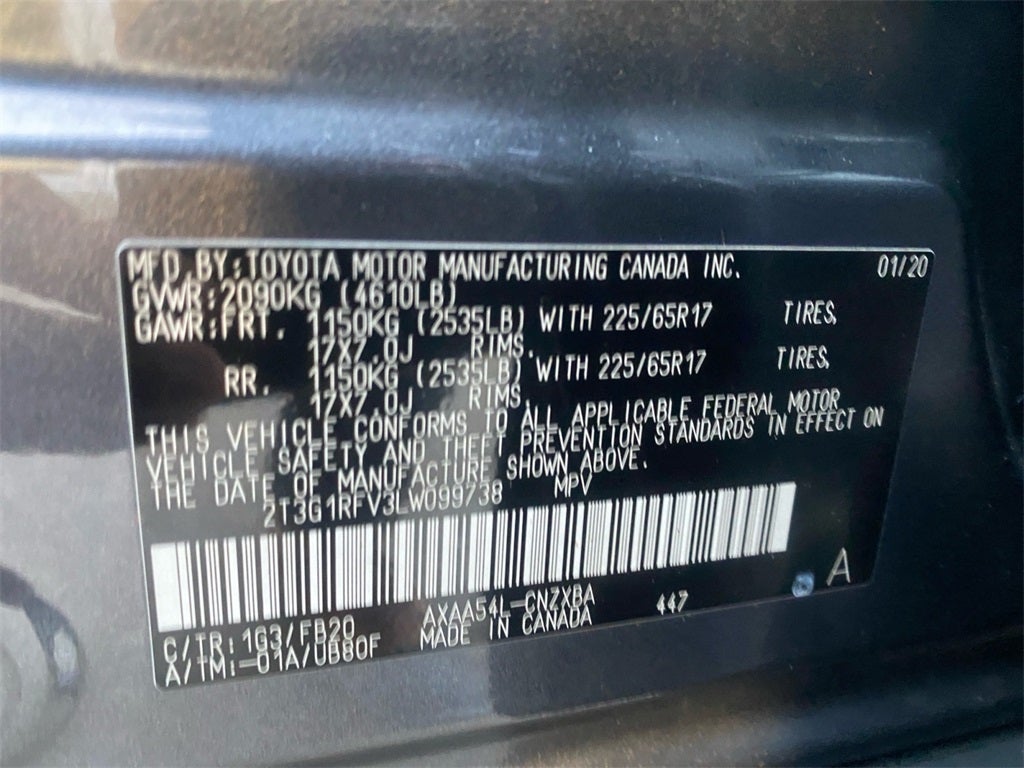 MFD.BY:TOYOTA MOTOR MANUFACTURING CANADA INC. 01/20
GVWR:2090KG (4610LB)
GAWR:FRT. 1150KG (2535LB) WITH 225/65R17 TIRES,
17X7.0J RIMS.
RR. 1150KG (2535LB) WITH 225/65R17 TIRES,
17X7.0J RIMS.
THIS VEHICLE CONFORMS TO ALL APPLICABLE FEDERAL MOTOR
VEHICLE SAFETY AND THEFT PREVENTION STANDARDS IN EFFECT ON
THE DATE OF MANUFACTURE SHOWN ABOVE.
2T3G1RFV3LW099738 MPV
A
C/TR:1G3/FB20 AXAA54L-CNZXBA 447
A/TM:-01A/UB80F MADE IN CANADA